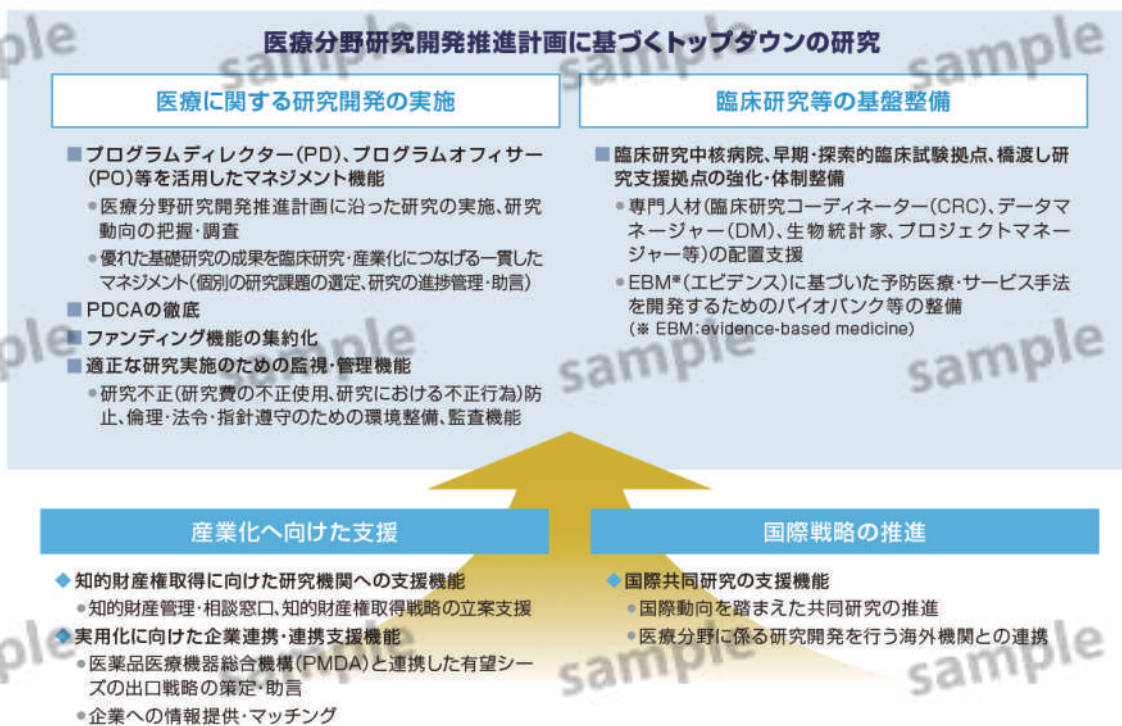 医療分野研究開発推進計画に基づくトップダウンの研究
医療に関する研究開発の実施
■プログラムディレクター(PD)、プログラムオフィサー
(PO)等を活用したマネジメント機能
●医療分野研究開発推進計画に沿った研究の実施、研究
動向の把握・調査
●優れた基礎研究の成果を臨床研究・産業化につなげる一貫した
マネジメント(個別の研究課題の選定、研究の進捗管理・助言)
■PDCAの徹底
■ファンディング機能の集約化
■適正な研究実施のための監視・管理機能
●研究不正(研究費の不正使用、研究における不正行為)防
止、倫理・法令・指針遵守のための環境整備、監査機能
臨床研究等の基盤整備
■臨床研究中核病院、早期・探索的臨床試験拠点、橋渡し研
究支援拠点の強化・体制整備
●専門人材(臨床研究コーディネーター(CRC)、データマ
ネージャー(DM)、生物統計家、プロジェクトマネー
ジャー等)の配置支援
●EBM※(エビデンス)に基づいた予防医療・サービス手法
を開発するためのバイオバンク等の整備
(※ EBM:evidence-based medicine)
産業化へ向けた支援
◆知的財産権取得に向けた研究機関への支援機能
●知的財産管理・相談窓口、知的財産権取得戦略の立案支援
◆実用化に向けた企業連携・連携支援機能
●医薬品医療機器総合機構(PMDA)と連携した有望シー
ズの出口戦略の策定・助言
●企業への情報提供・マッチング
国際戦略の推進
◆国際共同研究の支援機能
●国際動向を踏まえた共同研究の推進
●医療分野に係る研究開発を行う海外機関との連携
ple
sample
sample
sample
ple
sample
sample
sample
ple
sample
sample
sample